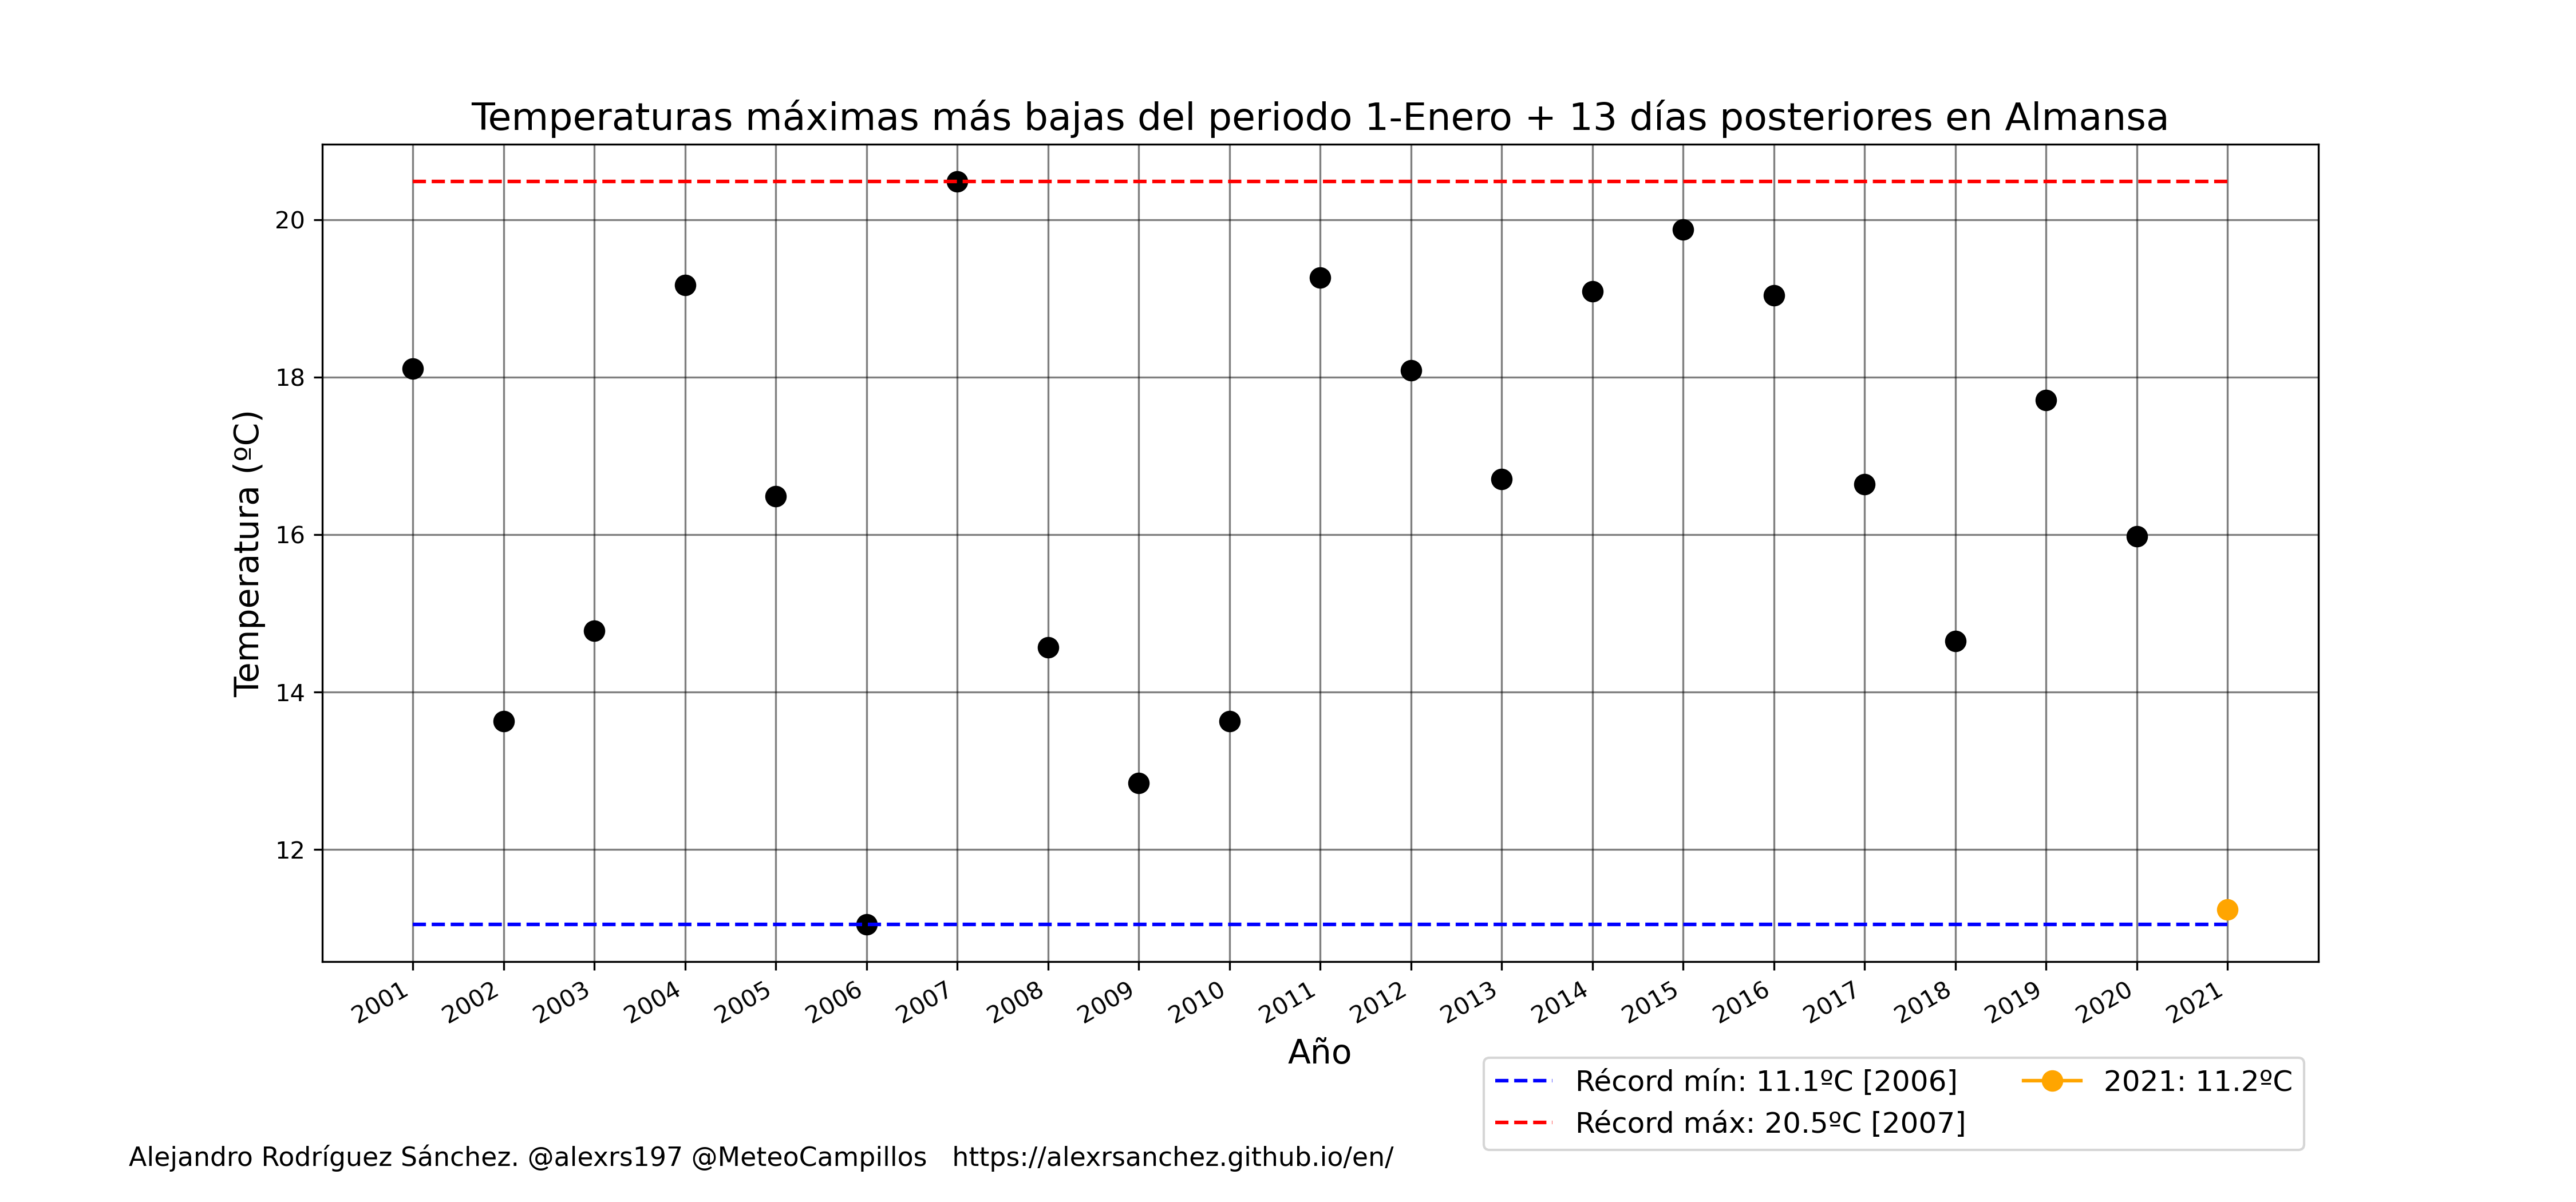 Temperaturas máximas más bajas del periodo 1-Enero + 13 días posteriores en Almansa
Temperatura (ºC)
20
18
16
14
12
2001 2002 2003 2004 2005 2006 2007 2008 2009 2010 2011 2012 2013 2014 2015 2016 2017 2018 2019 2020 2021
Año
Récord mín: 11.1ºC [2006]
Récord máx: 20.5ºC [2007]
2021: 11.2ºC
Alejandro Rodríguez Sánchez. @alexrs197 @MeteoCampillos https://alexrsanchez.github.io/en/